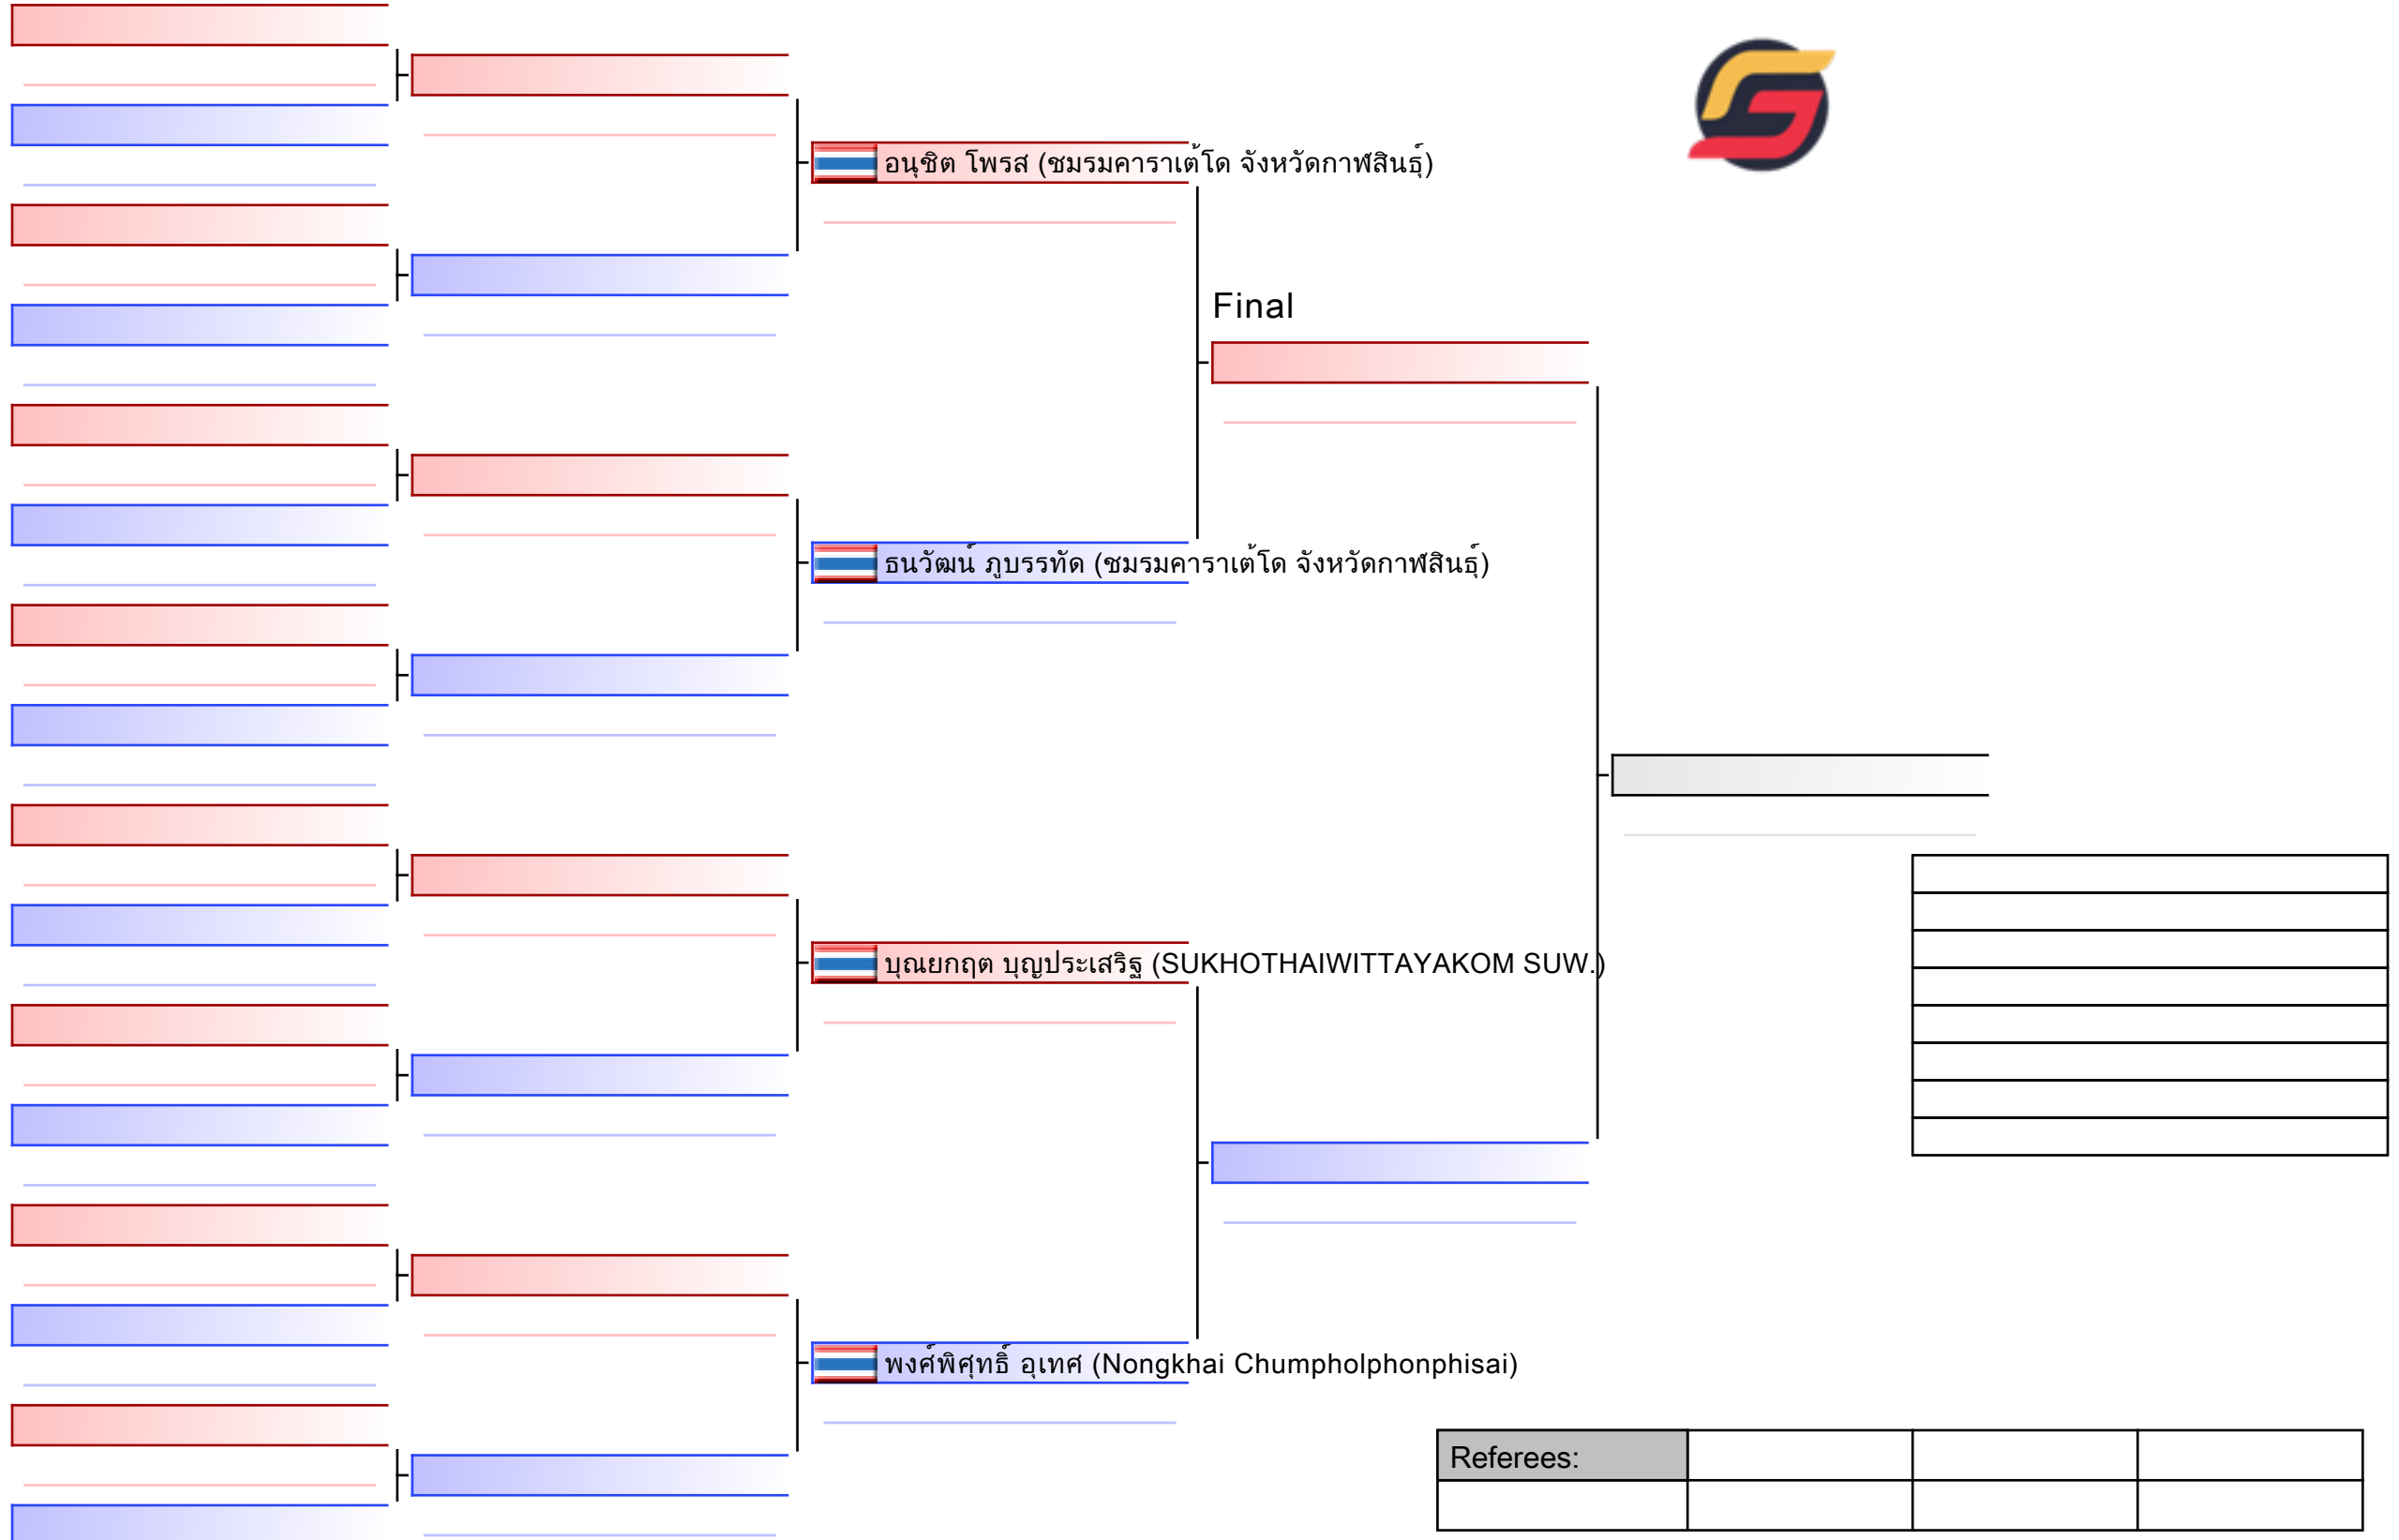 อนุชิต โพรส (ชมรมคาราเต้โด จังหวัดกาฬสินธุ์)
Final
ธนวัฒน์ ภูบรรทัด (ชมรมคาราเต้โด จังหวัดกาฬสินธุ์)
บุณยกฤต บุญประเสริฐ (SUKHOTHAIWITTAYAKOM SUW.)
พงศ์พิศุทธิ์ อุเทศ (Nongkhai Chumpholphonphisai)
Referees: